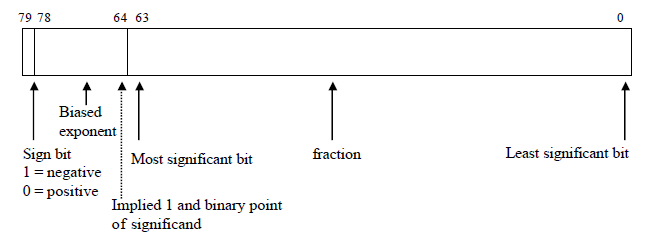 79 78 64 63 0
Biased
exponent
Sign bit
1 = negative
0 = positive
Most significant bit
fraction
Least significant bit
Implied 1 and binary point
of significand